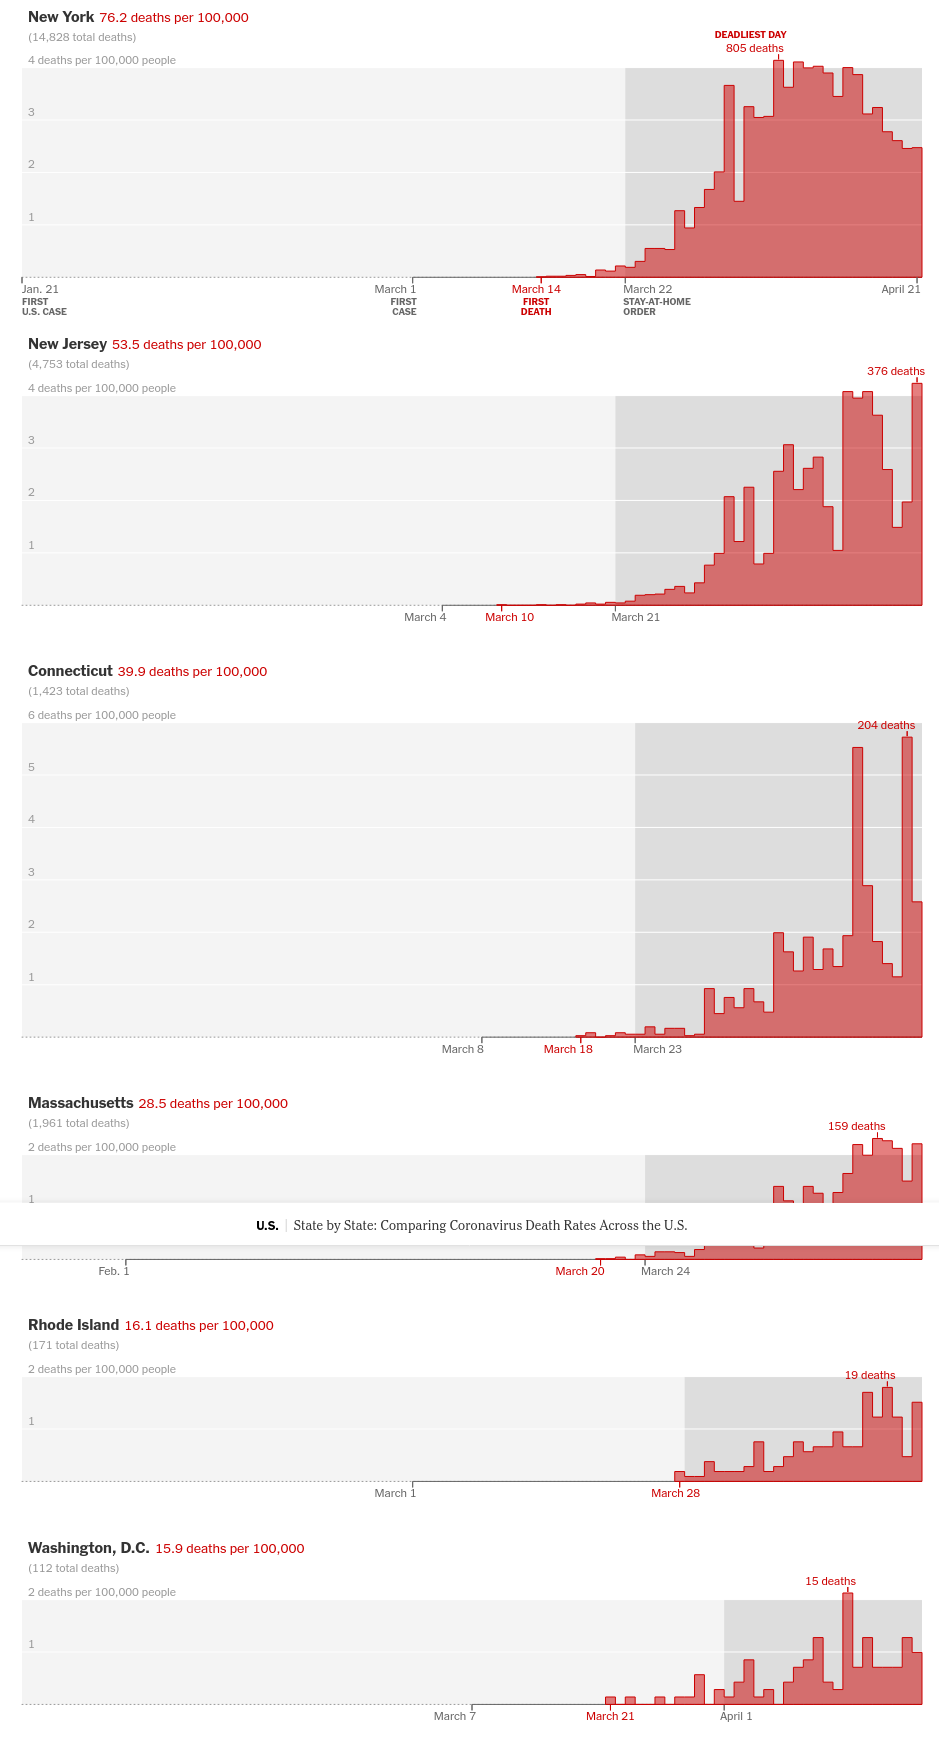 New York 76.2 deaths per 100,000
(14,828 total deaths)
DEADLIEST DAY
805 deaths
4 deaths per 100,000 people
3
2
1
Jan. 21
FIRST
U.S. CASE
March 1
FIRST
CASE
March 14
FIRST
DEATH
March 22
STAY-AT-HOME
ORDER
April 21
New Jersey 53.5 deaths per 100,000
(4,753 total deaths)
376 deaths
4 deaths per 100,000 people
3
2
1
March 4
March 10
March 21
Connecticut 39.9 deaths per 100,000
(1,423 total deaths)
6 deaths per 100,000 people
204 deaths
5
4
3
2
1
March 8
March 18
March 23
Massachusetts 28.5 deaths per 100,000
(1,961 total deaths)
159 deaths
2 deaths per 100,000 people
1
U.S. | State by State: Comparing Coronavirus Death Rates Across the U.S.
Feb. 1
March 20
March 24
Rhode Island 16.1 deaths per 100,000
(171 total deaths)
2 deaths per 100,000 people
19 deaths
1
March 1
March 28
Washington, D.C. 15.9 deaths per 100,000
(112 total deaths)
15 deaths
2 deaths per 100,000 people
1
March 7
March 21
April 1